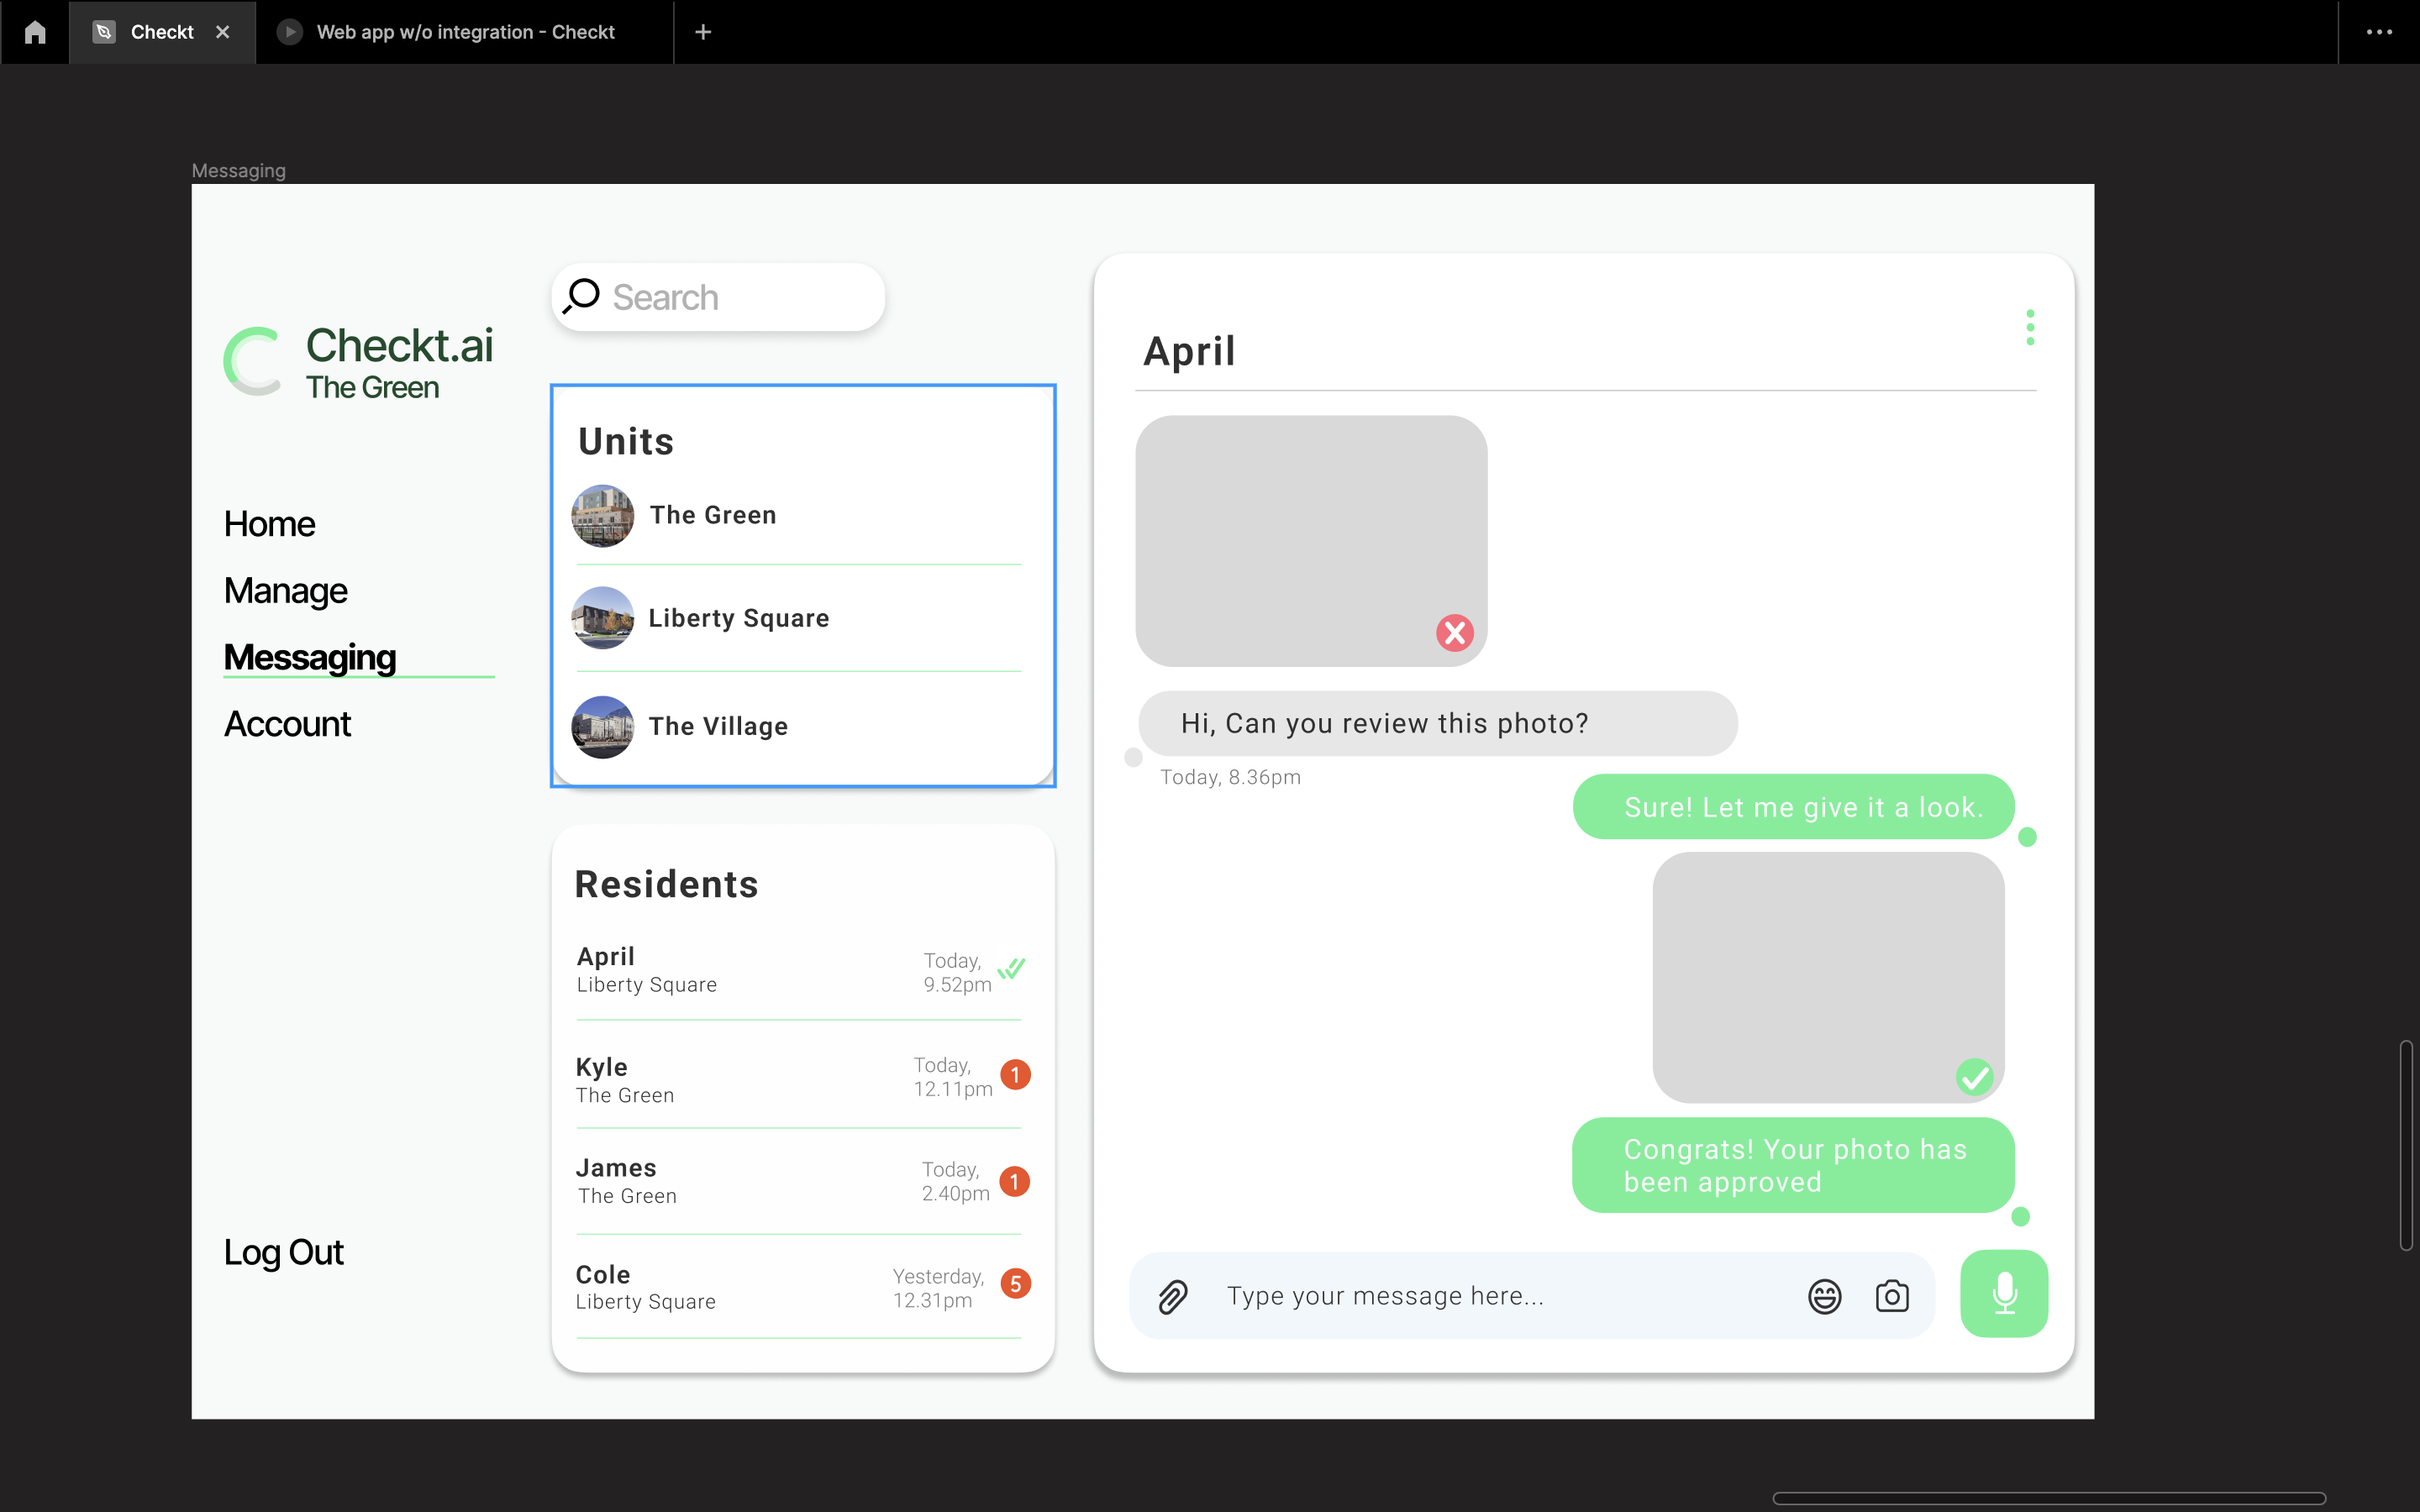 Checkt
Web app w/o integration - Checkt
Messaging
Checkt.ai
The Green
Home
Manage
Messaging
Account
Log Out
Search
Units
The Green
Liberty Square
The Village
Residents
April
Liberty Square
Today,
9.52pm
Kyle
The Green
Today,
12.11pm
1
James
The Green
Today,
2.40pm
1
Cole
Liberty Square
Yesterday,
12.31pm
5
April
Hi, Can you review this photo?
Today, 8.36pm
Sure! Let me give it a look.
Congrats! Your photo has
been approved
Type your message here...